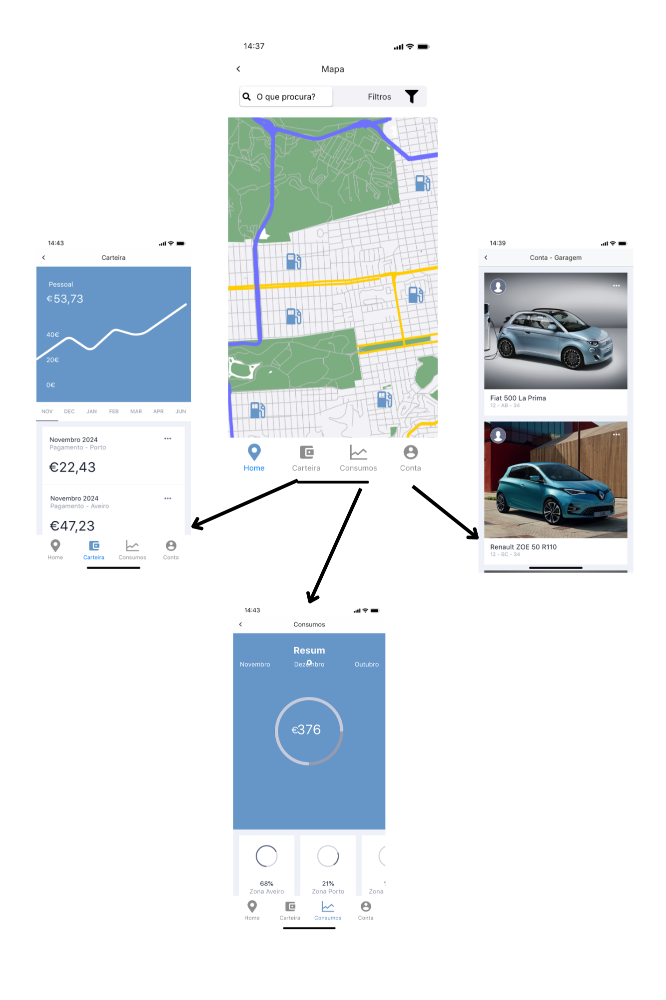 14:37
Mapa
O que procura?
Filtros
Home
Carteira
Consumos
Conta
14:43
Carteira
Pessoal
€53,73
40€
20€
0€
NOV DEC JAN FEB MAR APR JUN
Novembro 2024
Pagamento - Porto
€22,43
Novembro 2024
Pagamento - Aveiro
€47,23
Home
Carteira
Consumos
Conta
14:39
Conta - Garagem
Fiat 500 La Prima
12 - AB - 34
Renault ZOE 50 R110
12 - BC - 34
14:43
Consumos
Resum
o
Novembro
Dezembro
Outubro
€376
68%
Zona Aveiro
21%
Zona Porto
Zona
Home
Carteira
Consumos
Conta